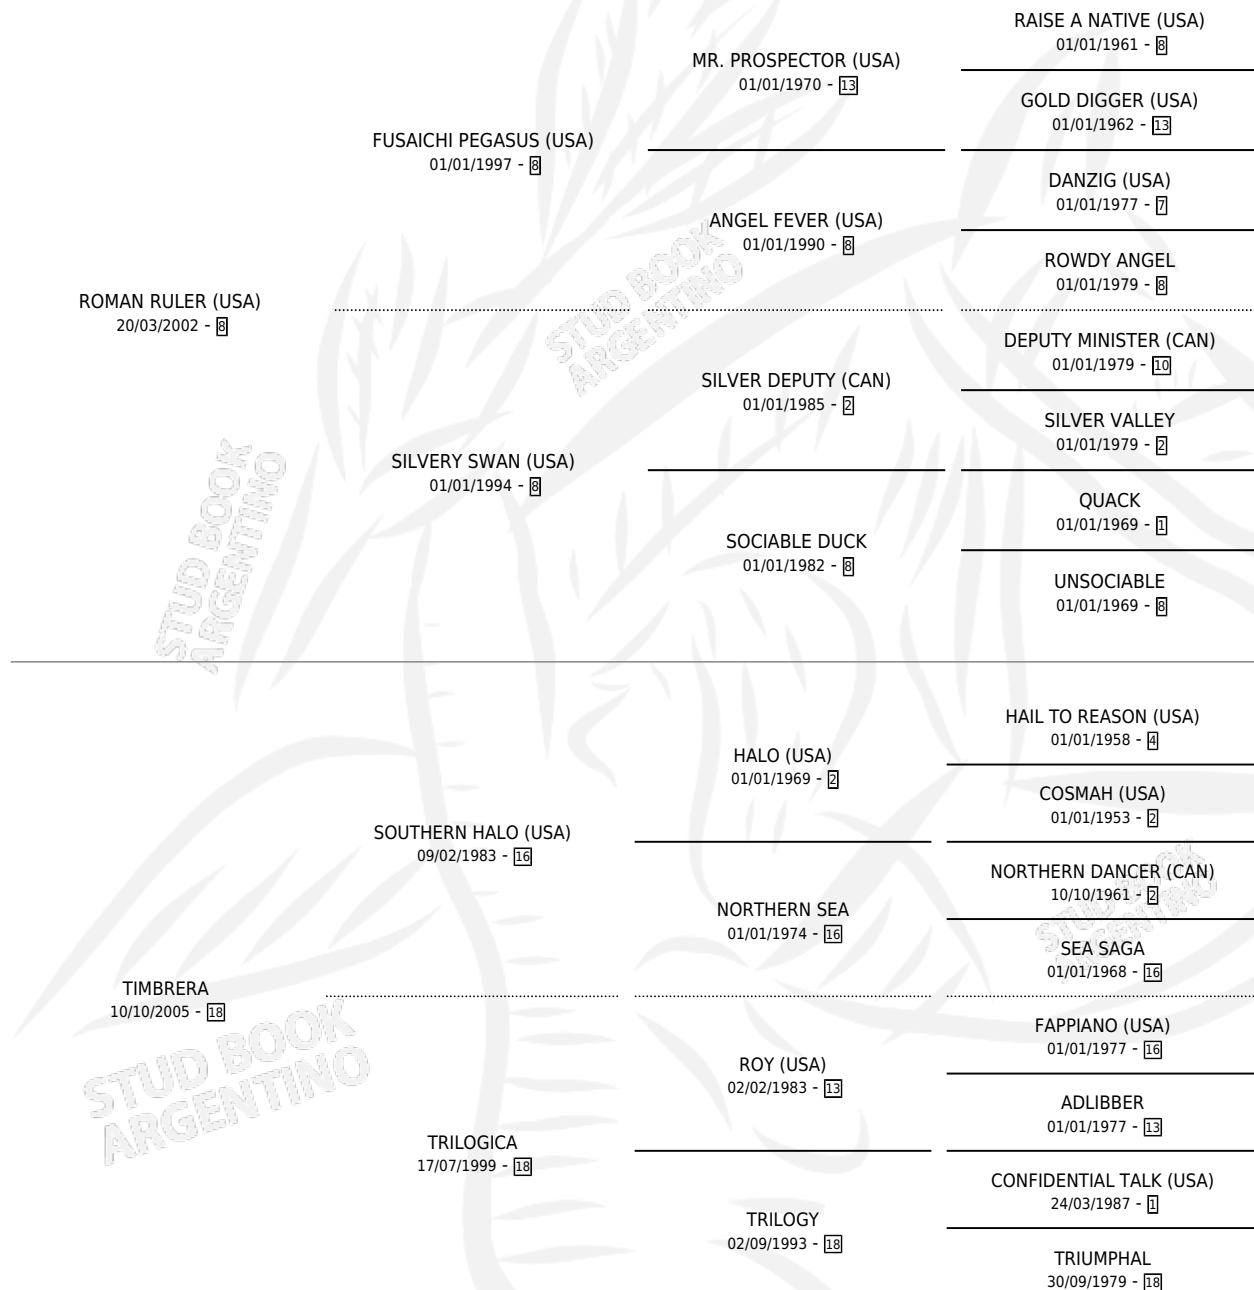 RAISE A NATIVE (USA)
01/01/1961 - 8
MR. PROSPECTOR (USA)
01/01/1970 - 13
GOLD DIGGER (USA)
01/01/1962 - 13
FUSAICHI PEGASUS (USA)
01/01/1997 - 8
DANZIG (USA)
01/01/1977 - 7
ANGEL FEVER (USA)
01/01/1990 - 8
ROWDY ANGEL
01/01/1979 - 8
STUD BOOK
ARGENTINO
ROMAN RULER (USA)
20/03/2002 - 8
DEPUTY MINISTER (CAN)
01/01/1979 - 10
SILVER DEPUTY (CAN)
01/01/1985 - 2
SILVER VALLEY
01/01/1979 - 2
SILVERY SWAN (USA)
01/01/1994 - 8
QUACK
01/01/1969 - 1
SOCIABLE DUCK
01/01/1982 - 8
UNSOCIABLE
01/01/1969 - 8
STUD BOOK
ARGENTINO
HAIL TO REASON (USA)
01/01/1958 - 4
HALO (USA)
01/01/1969 - 2
COSMAH (USA)
01/01/1953 - 2
SOUTHERN HALO (USA)
09/02/1983 - 16
NORTHERN DANCER (CAN)
10/10/1961 - 2
NORTHERN SEA
01/01/1974 - 16
SEA SAGA
01/01/1968 - 16
STUD BOOK
ARGENTINO
TIMBRERA
10/10/2005 - 18
FAPPIANO (USA)
01/01/1977 - 16
ROY (USA)
02/02/1983 - 13
ADLIBBER
01/01/1977 - 13
STUD BOOK
ARGENTINO
TRILOGICA
17/07/1999 - 18
CONFIDENTIAL TALK (USA)
24/03/1987 - 1
TRILOGY
02/09/1993 - 18
TRIUMPHAL
30/09/1979 - 18